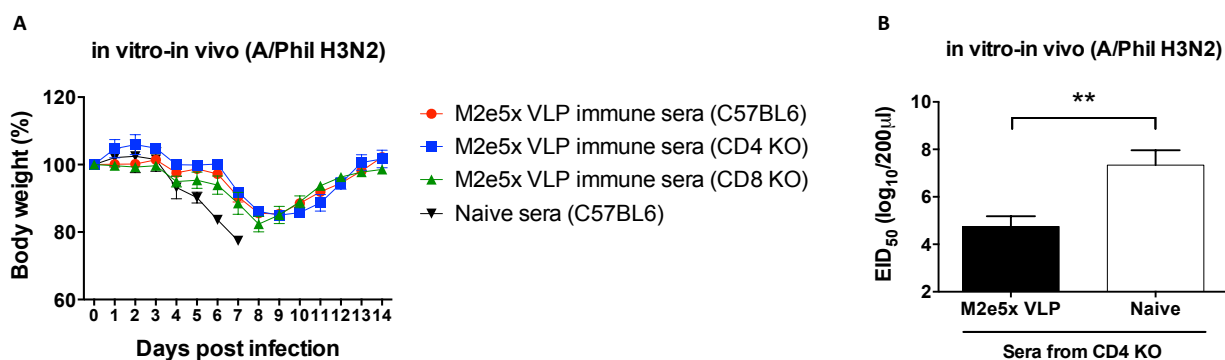 A
in vitro-in vivo (A/Phil H3N2)
Body weight (%)
120
100
80
60
0 1 2 3 4 5 6 7 8 9 10 11 12 13 14
Days post infection
M2e5x VLP immune sera (C57BL6)
M2e5x VLP immune sera (CD4 KO)
M2e5x VLP immune sera (CD8 KO)
Naive sera (C57BL6)
B
in vitro-in vivo (A/Phil H3N2)
EID50 (log10/200µl)
10
8
6
4
2
**
M2e5x VLP Naive
Sera from CD4 KO